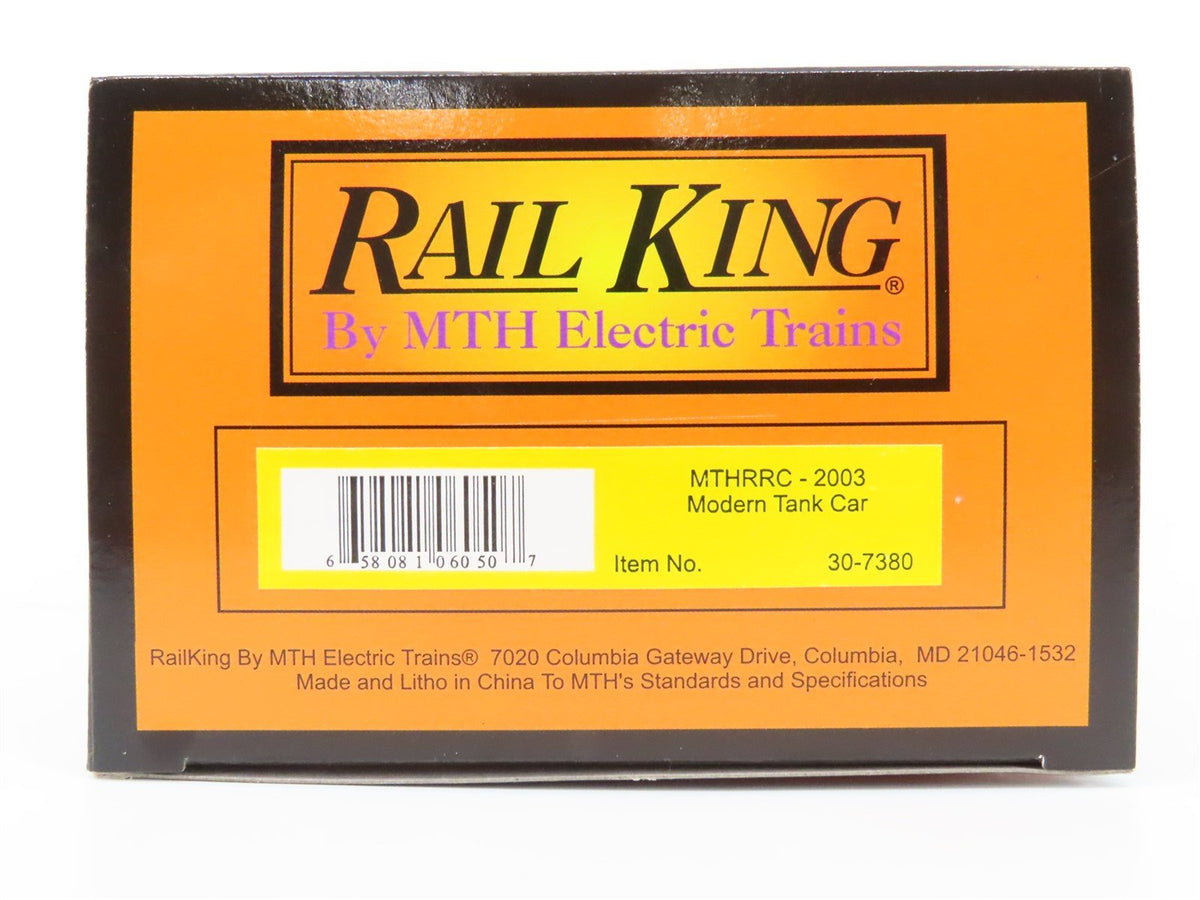 RAIL KING®
By MTH Electric Trains
MTHRRC - 2003
Modern Tank Car
6 58081 06050 7
Item No. 30-7380
RailKing By MTH Electric Trains® 7020 Columbia Gateway Drive, Columbia, MD 21046-1532
Made and Litho in China To MTH's Standards and Specifications